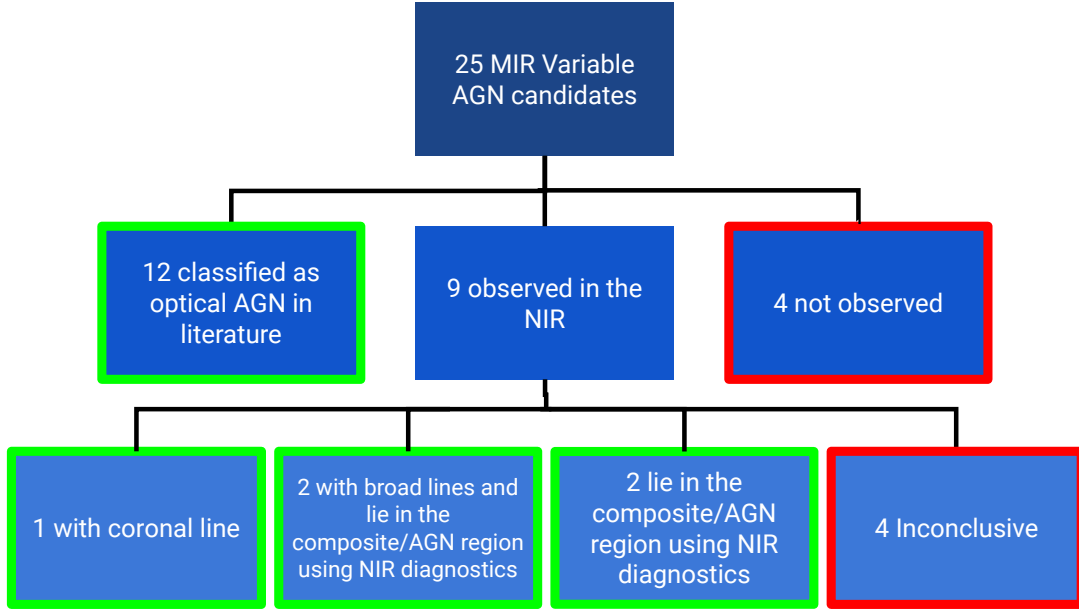 25 MIR Variable
AGN candidates
12 classified as
optical AGN in
literature
9 observed in the
NIR
4 not observed
1 with coronal line
2 with broad lines and
lie in the
composite/AGN region
using NIR diagnostics
2 lie in the
composite/AGN
region using NIR
diagnostics
4 Inconclusive